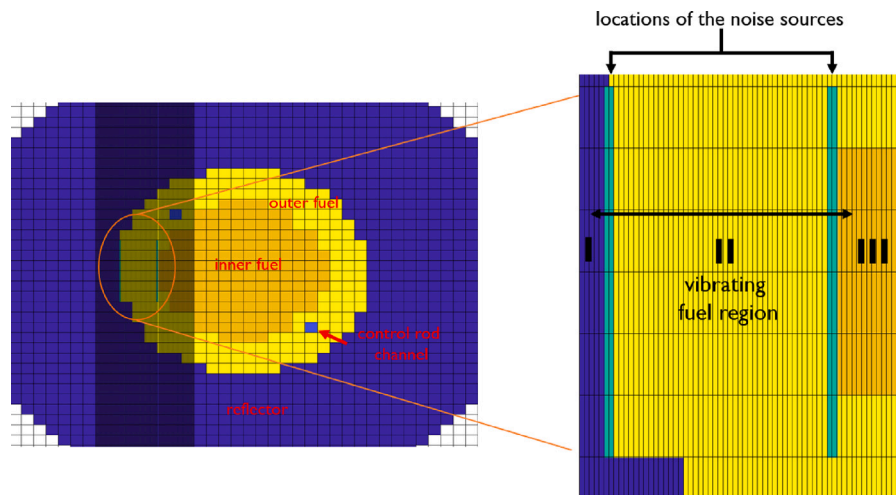 locations of the noise sources
outer fuel
inner fuel
control rod
channel
reflector
I
II
III
vibrating
fuel region